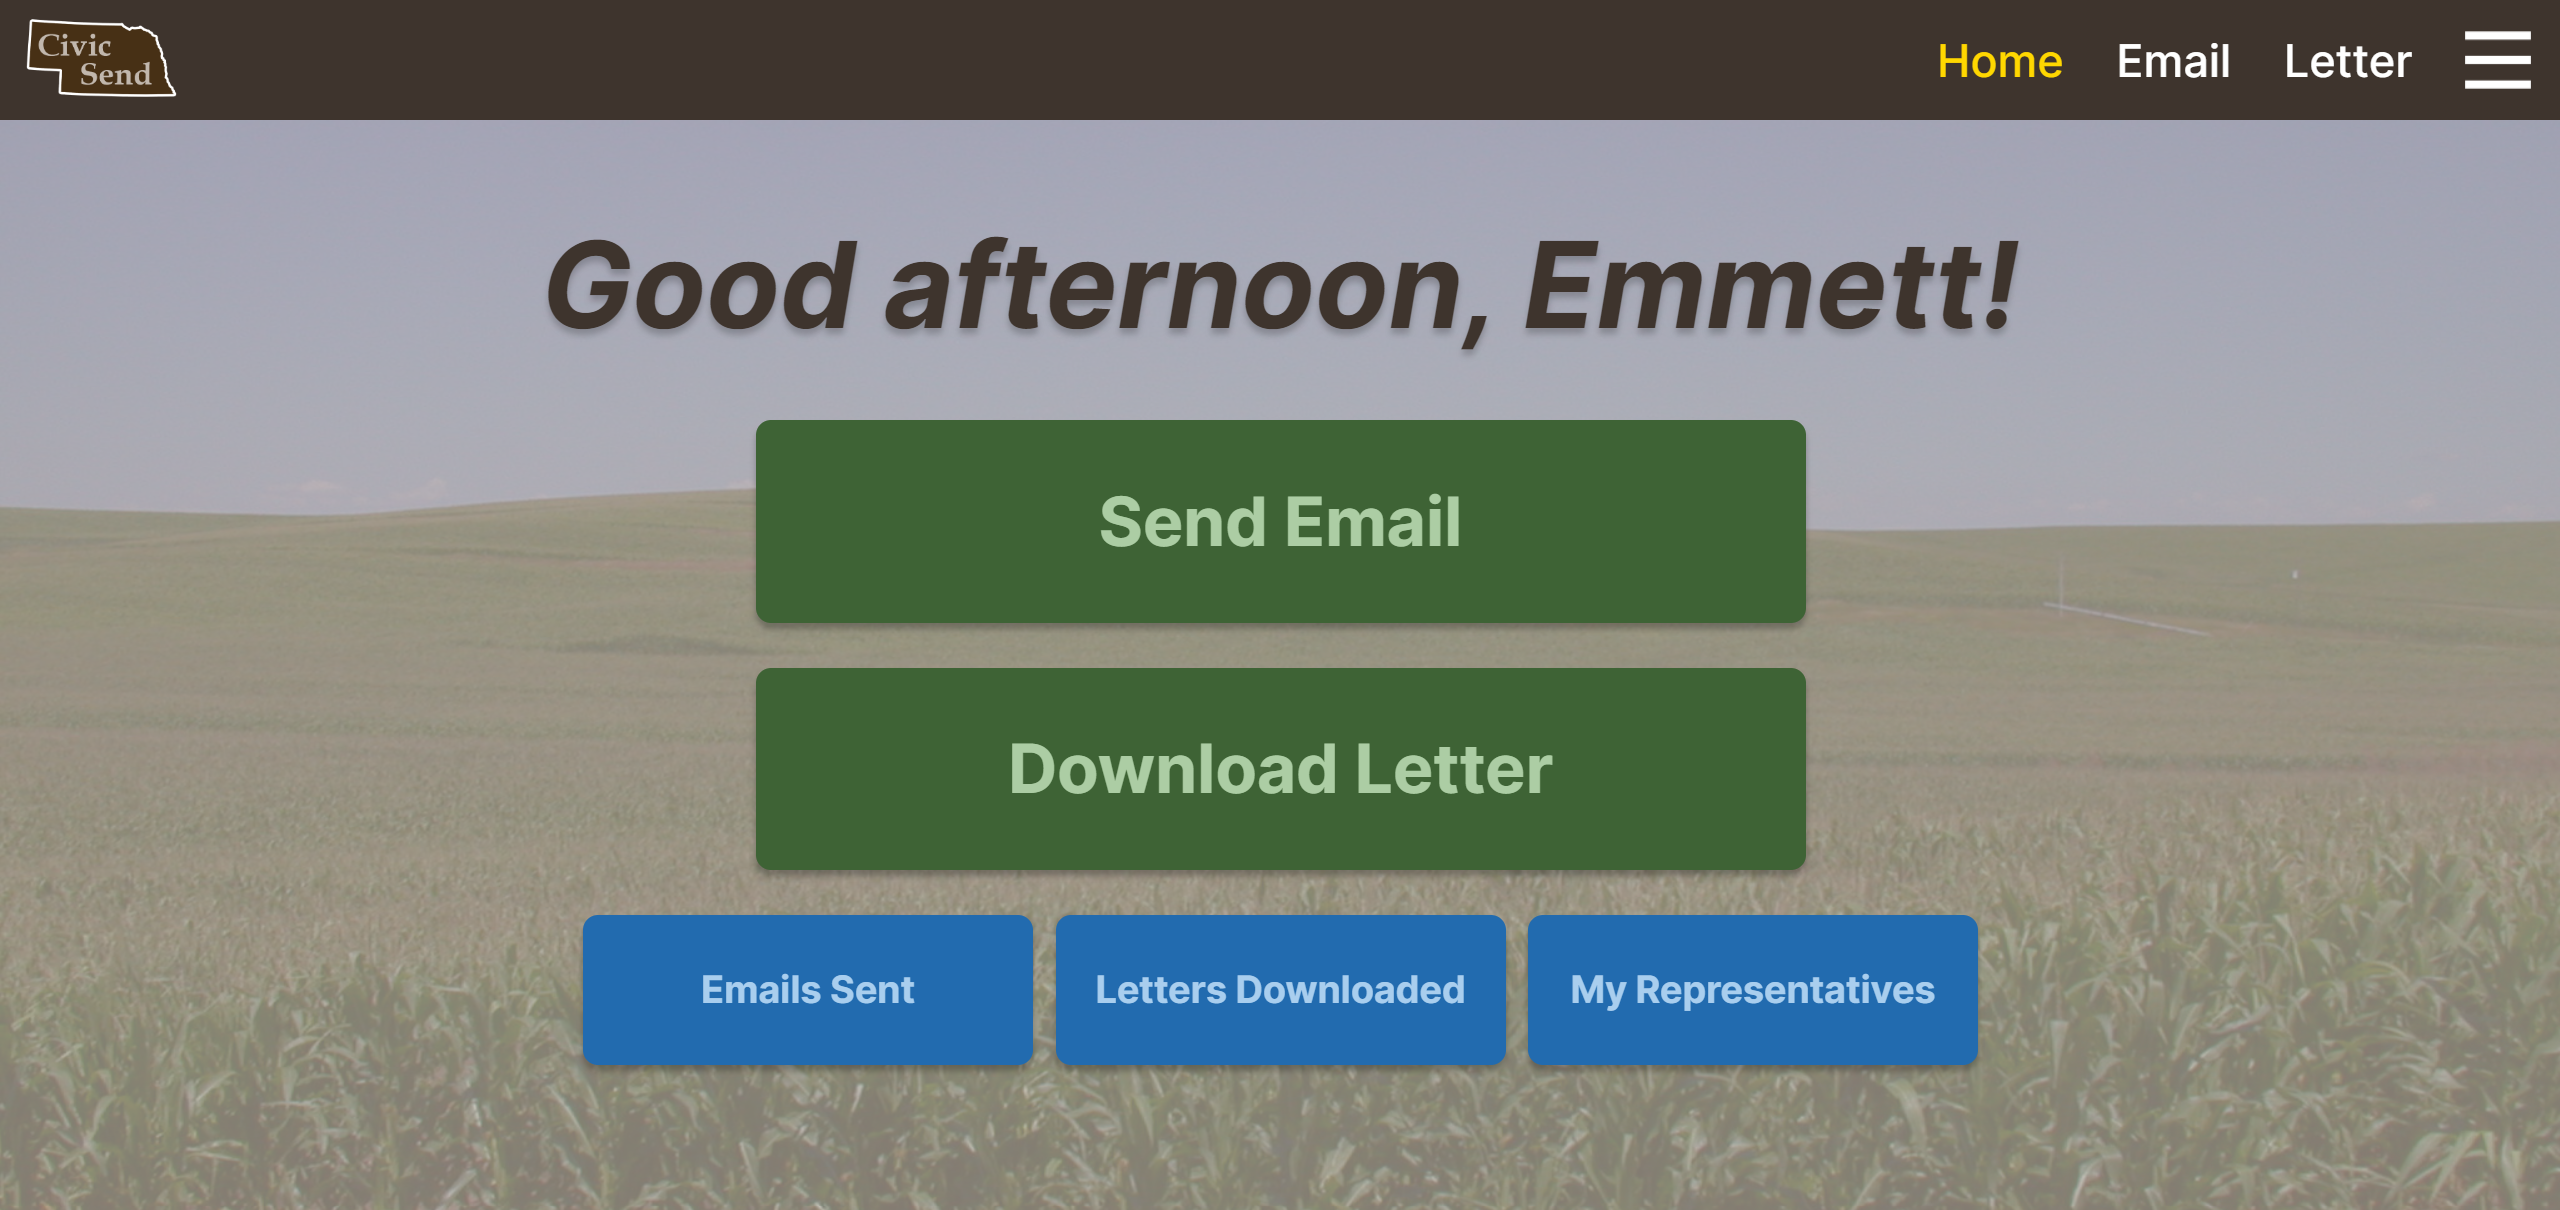 Civic
Send
Home Email Letter
Good afternoon, Emmett!
Send Email
Download Letter
Emails Sent Letters Downloaded My Representatives